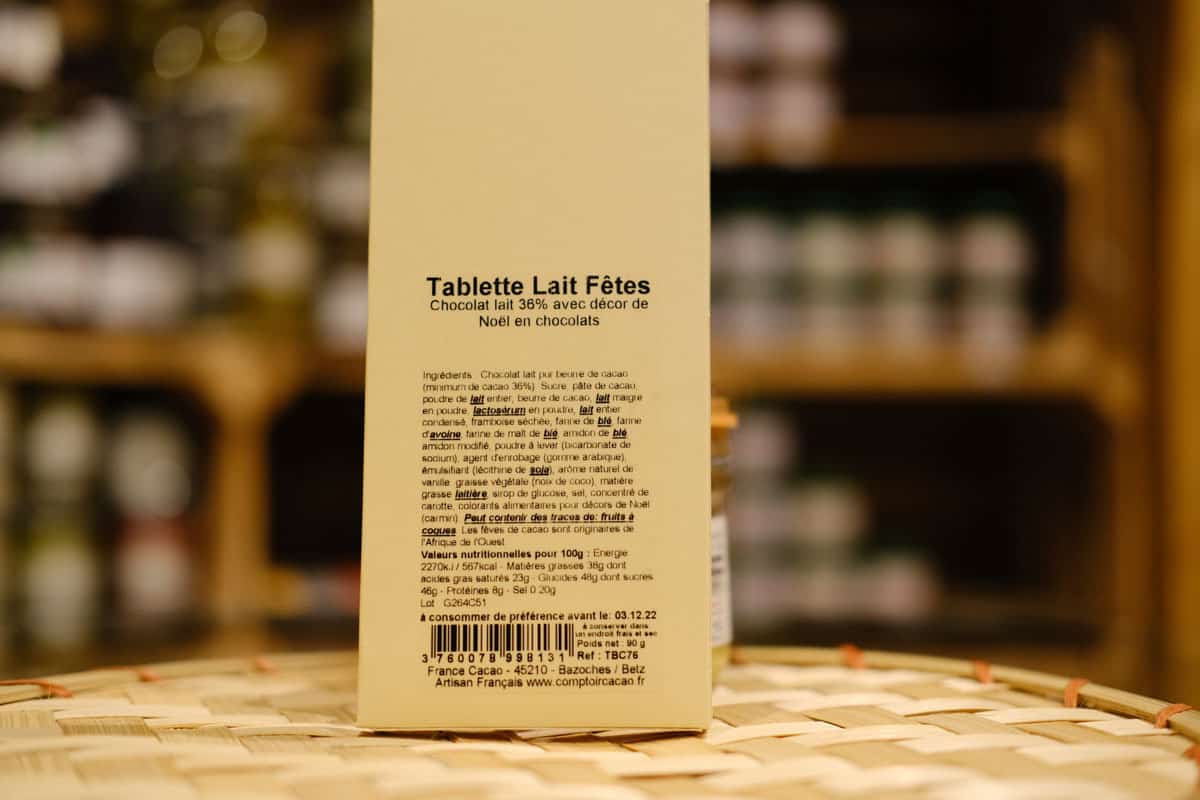 Tablette Lait Fêtes
Chocolat lait 36% avec décor de
Noël en chocolats
Ingrédients : Chocolat lait pur beurre de cacao
(minimum de cacao 36%) Sucre, pâte de cacao,
poudre de lait entier, beurre de cacao, lait maigre
en poudre, lactosérum en poudre, lait entier
condensé, framboise séchée, farine de blé, farine
d'avoine, farine de malt de blé, amidon de blé,
amidon modifié, poudre à lever (bicarbonate de
sodium), agent d'enrobage (gomme arabique),
émulsifiant (lécithine de soja), arôme naturel de
vanille, graisse végétale (noix de coco), matière
grasse laitière, sirop de glucose, sel, concentré de
carotte, colorants alimentaires pour décors de Noël
(carmin). Peut contenir des traces de: fruits à
coques. Les fèves de cacao sont originaires de
l'Afrique de l'Ouest
Valeurs nutritionnelles pour 100g : Energie
2270kJ / 567kcal - Matières grasses 38g dont
acides gras saturés 23g - Glucides 48g dont sucres
46g - Protéines 8g - Sel 0.20g
Lot : G264C51
à consommer de préférence avant le: 03.12.22
à conserver dans
un endroit frais et sec
Poids net : 90 g
3 760078 998131 Ref : TBC76
France Cacao - 45210 - Bazoches / Betz
Artisan Français www.comptoircacao.fr